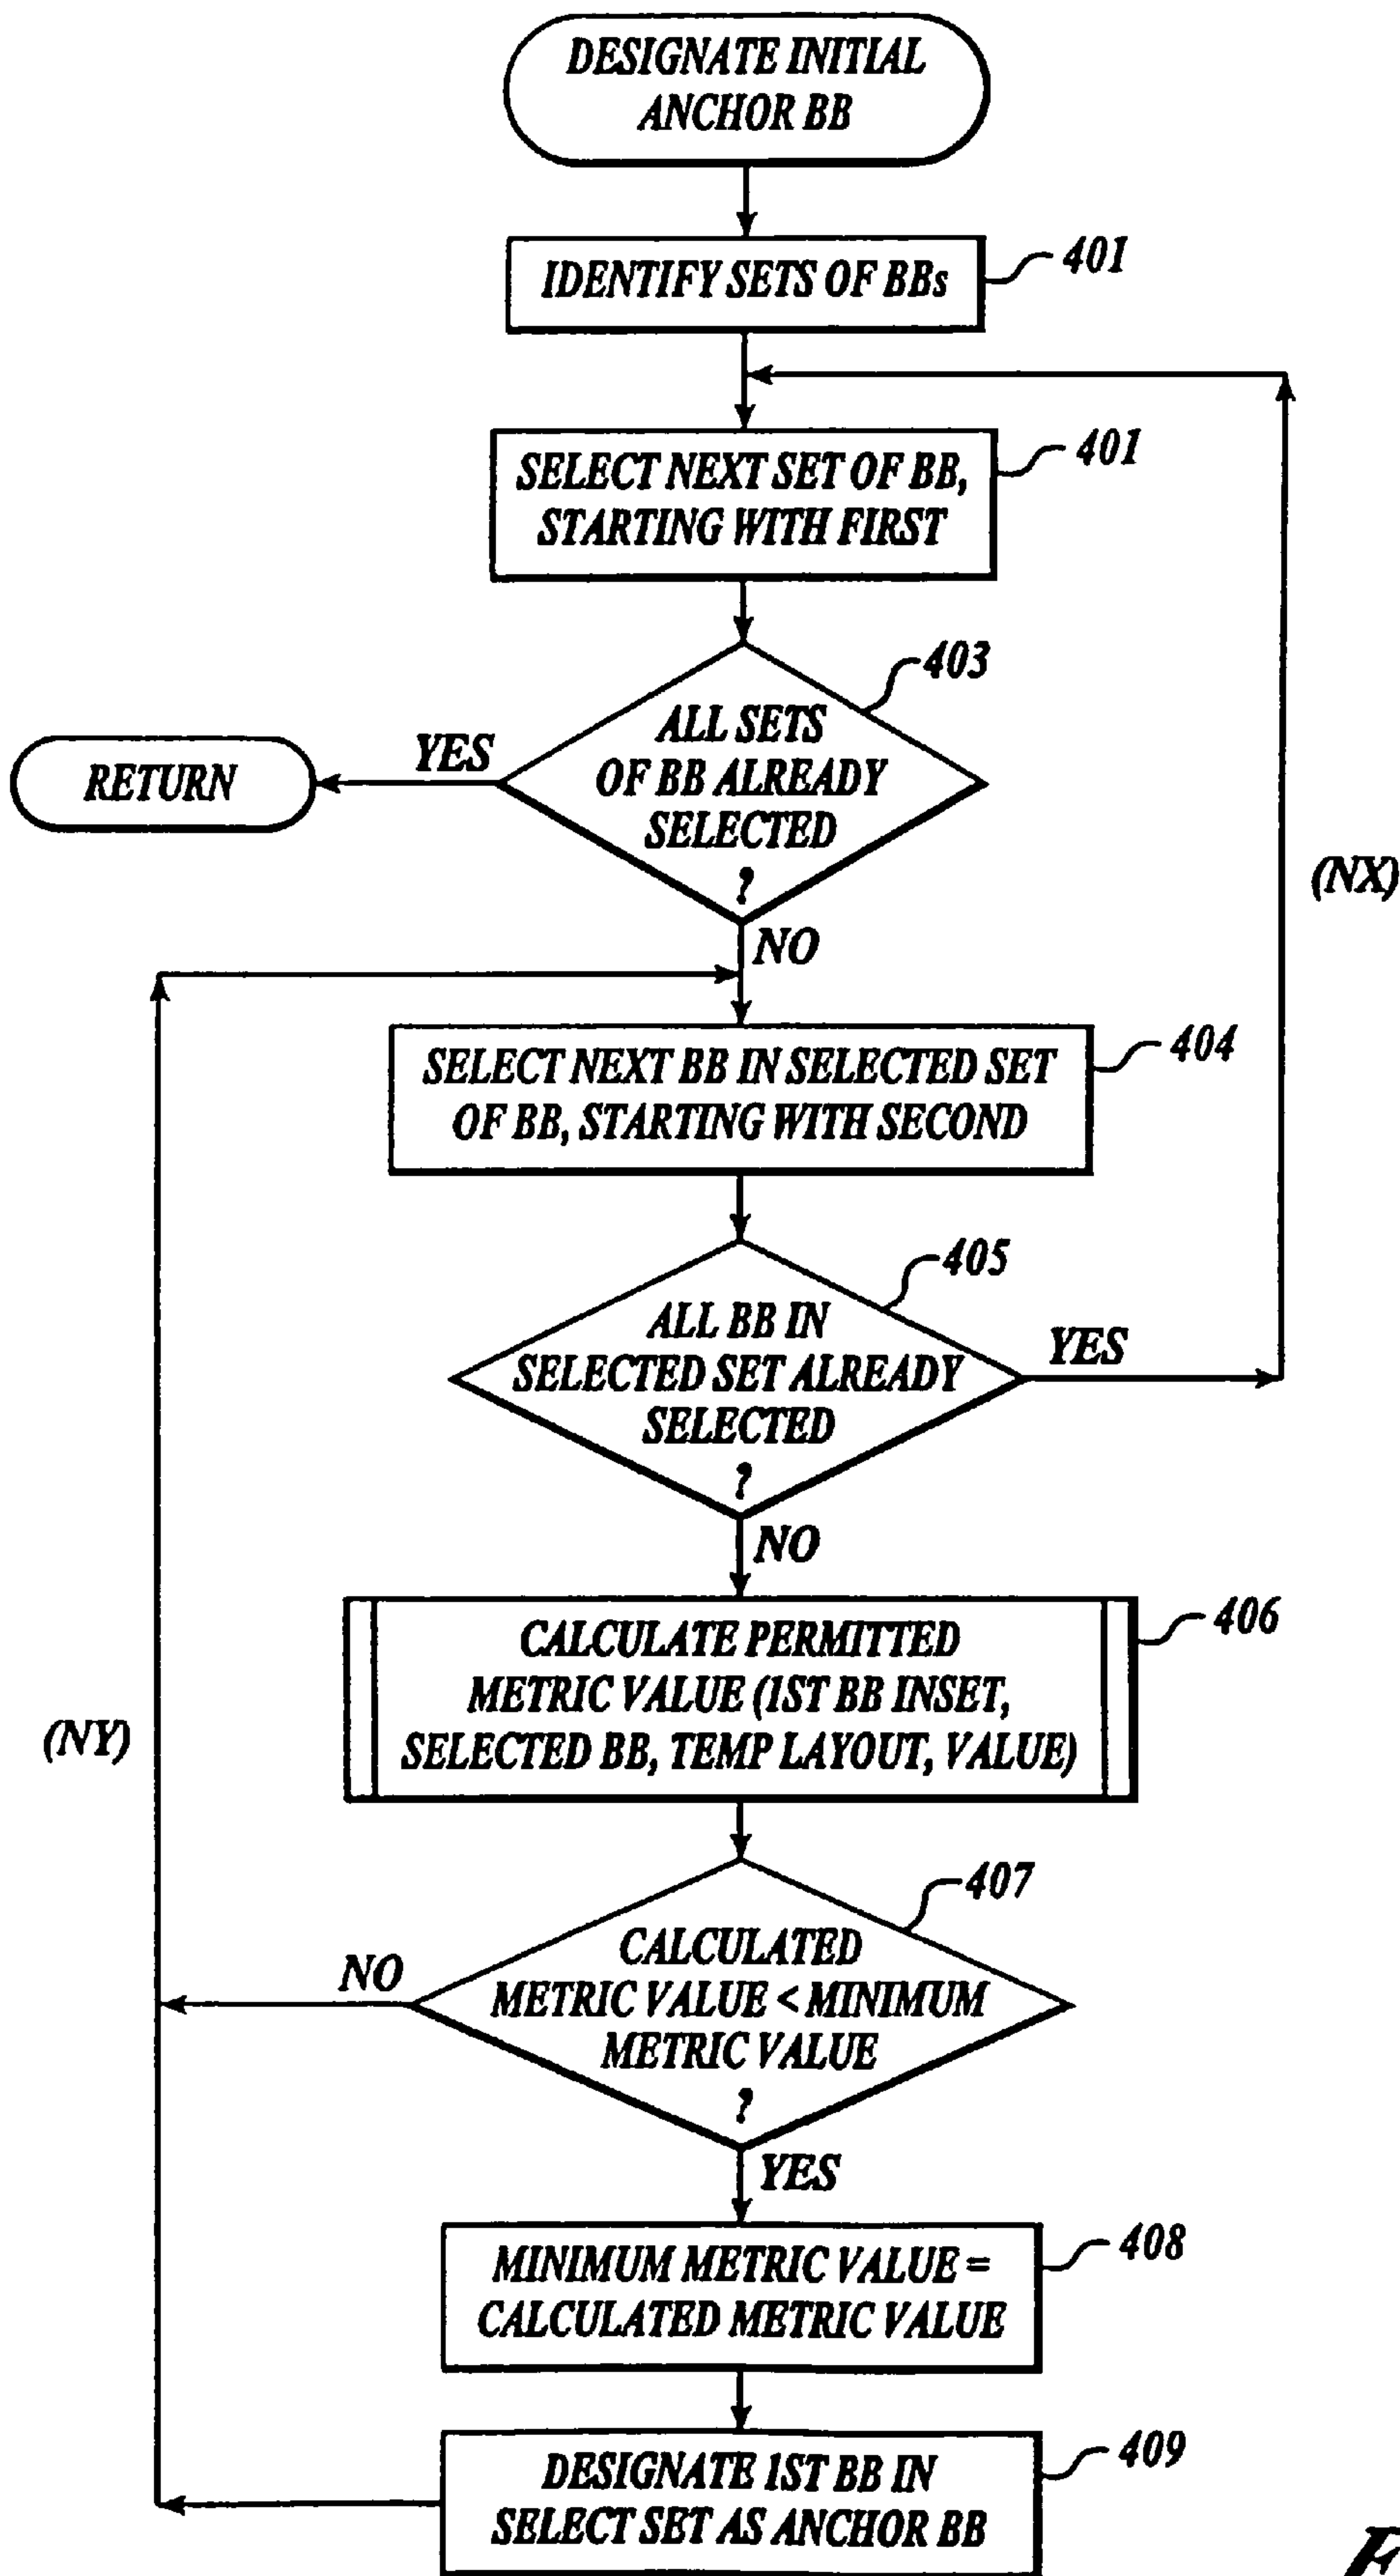 DESIGNATE INITIAL
ANCHOR BB
IDENTIFY SETS OF BBs
401
SELECT NEXT SET OF BB,
STARTING WITH FIRST
401
403
ALL SETS
OF BB ALREADY
SELECTED
?
YES
RETURN
NO
(NX)
SELECT NEXT BB IN SELECTED SET
OF BB, STARTING WITH SECOND
404
405
ALL BB IN
SELECTED SET ALREADY
SELECTED
?
YES
NO
CALCULATE PERMITTED
METRIC VALUE (1ST BB INSET,
SELECTED BB, TEMP LAYOUT, VALUE)
406
(NY)
407
CALCULATED
METRIC VALUE < MINIMUM
METRIC VALUE
?
NO
YES
MINIMUM METRIC VALUE =
CALCULATED METRIC VALUE
408
DESIGNATE 1ST BB IN
SELECT SET AS ANCHOR BB
409